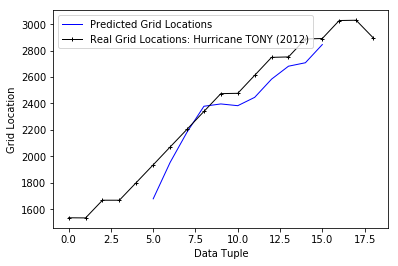 Predicted Grid Locations
Real Grid Locations: Hurricane TONY (2012)
3000
2800
2600
2400
2200
2000
1800
1600
Grid Location
0.0 2.5 5.0 7.5 10.0 12.5 15.0 17.5
Data Tuple